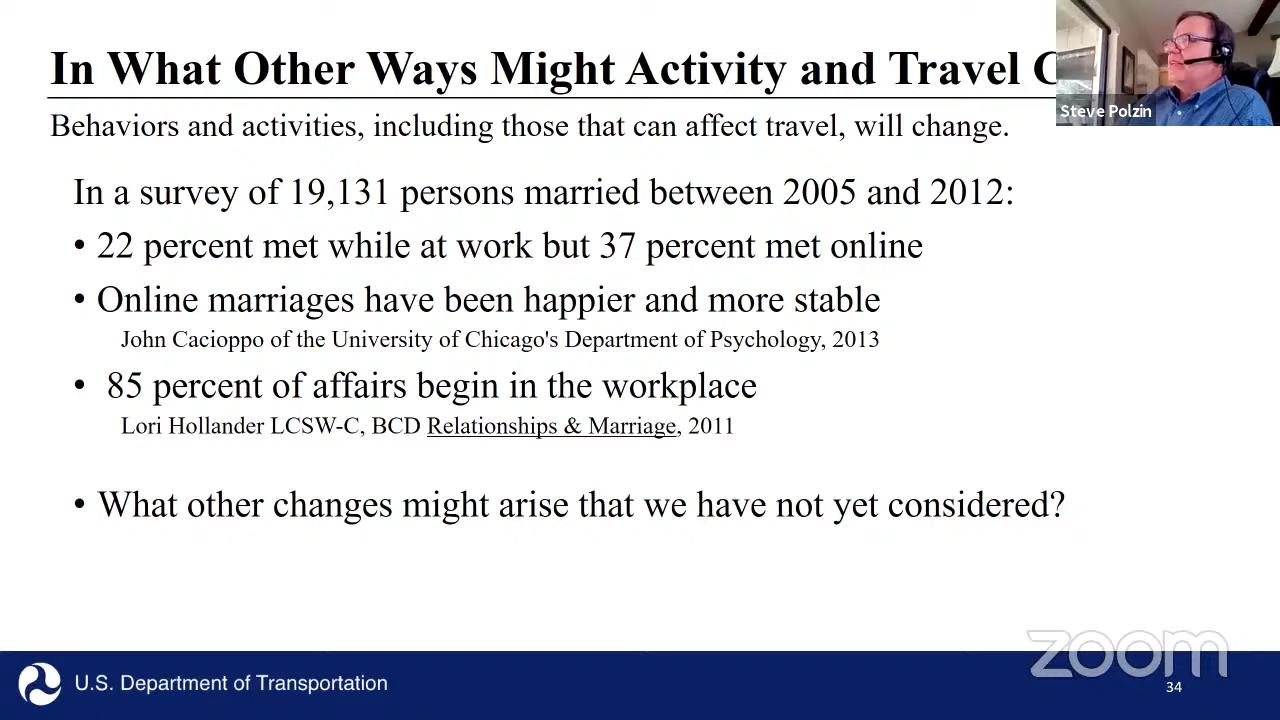 In What Other Ways Might Activity and Travel C
Steve Polzin
Behaviors and activities, including those that can affect travel, will change.
In a survey of 19,131 persons married between 2005 and 2012:
• 22 percent met while at work but 37 percent met online
• Online marriages have been happier and more stable
John Cacioppo of the University of Chicago's Department of Psychology, 2013
• 85 percent of affairs begin in the workplace
Lori Hollander LCSW-C, BCD Relationships & Marriage, 2011
• What other changes might arise that we have not yet considered?
zoom
U.S. Department of Transportation
34